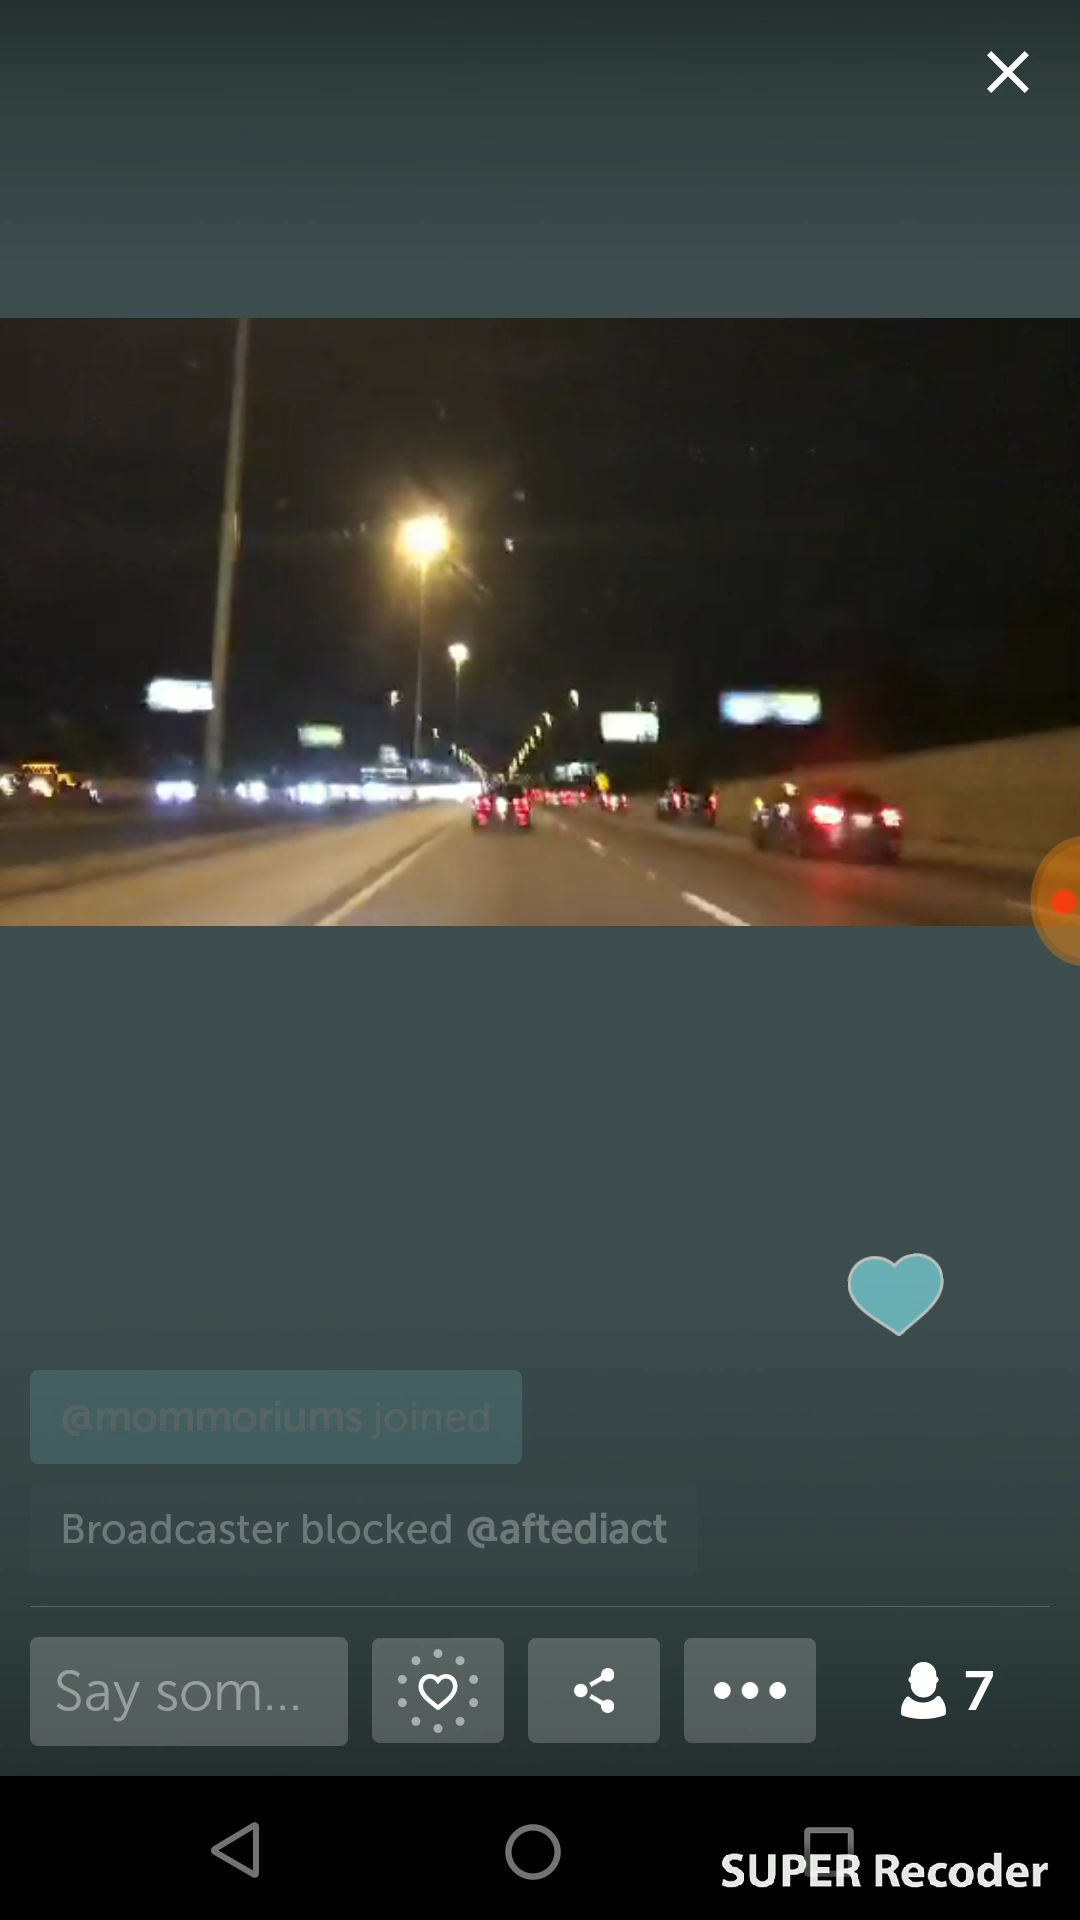 @mommoriums joined
Broadcaster blocked @aftediact
Say som...
7
SUPER Recoder